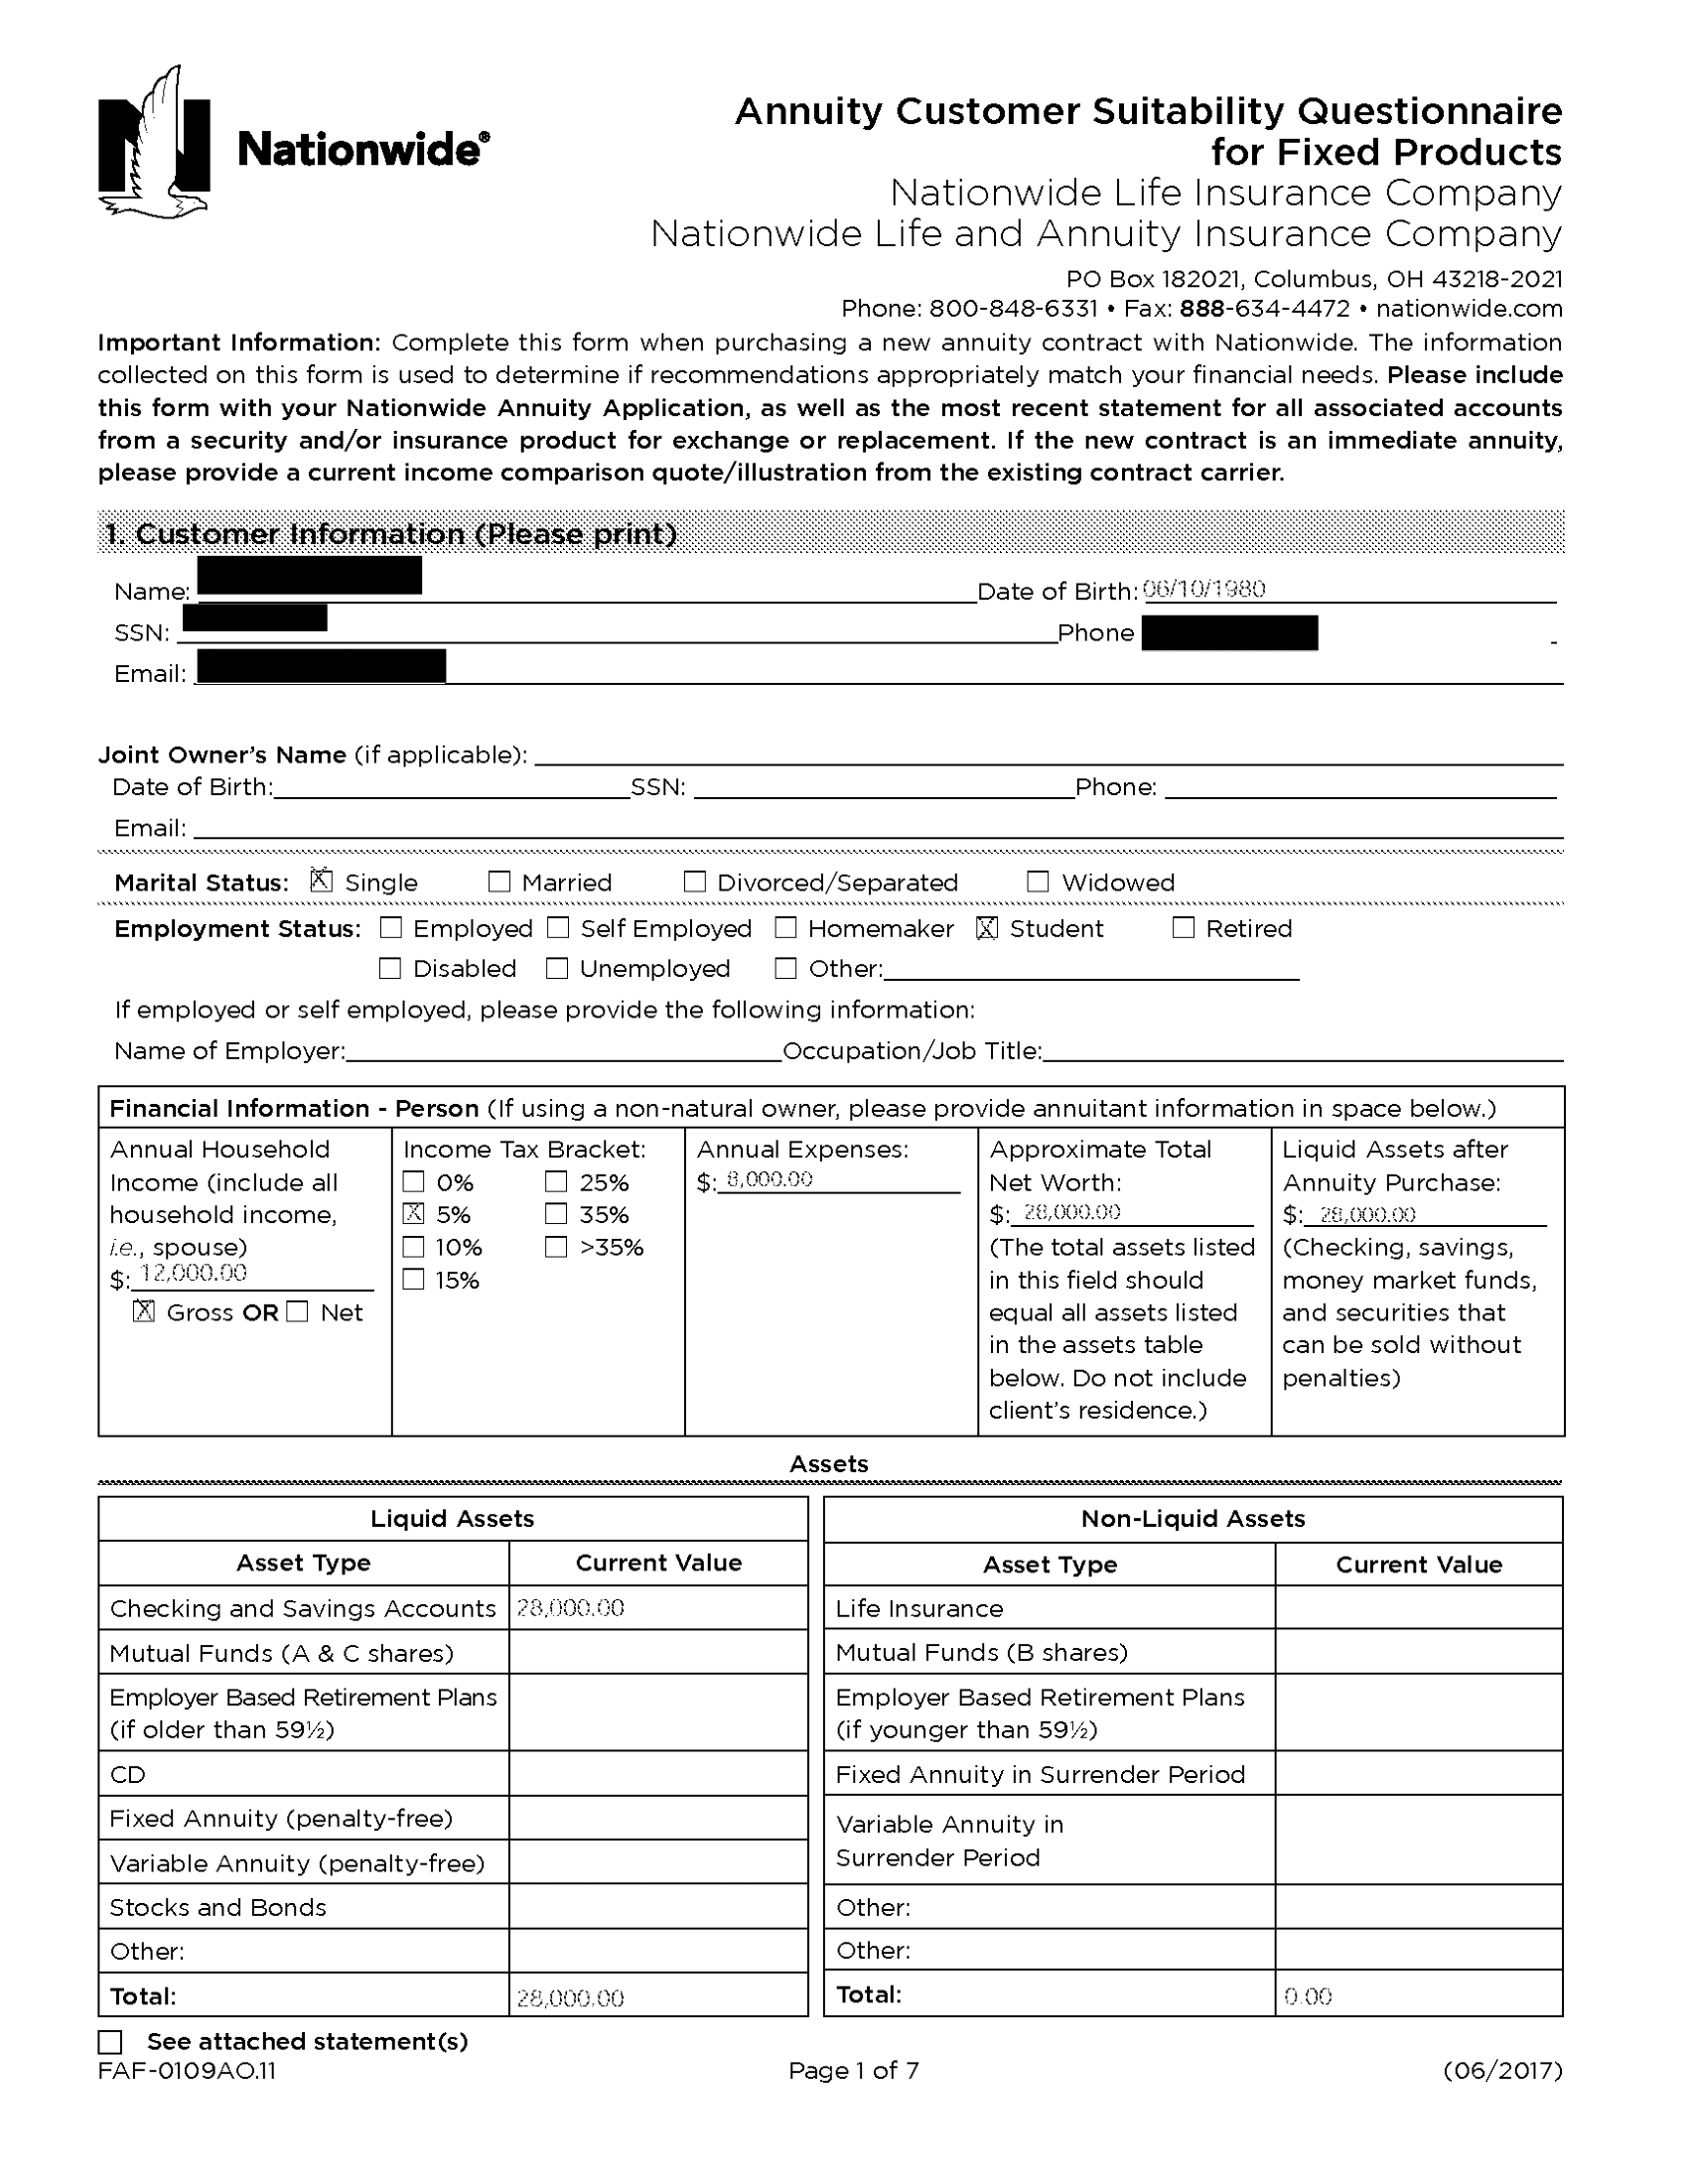 Nationwide®
Annuity Customer Suitability Questionnaire
for Fixed Products
Nationwide Life Insurance Company
Nationwide Life and Annuity Insurance Company
PO Box 182021, Columbus, OH 43218-2021
Phone: 800-848-6331 • Fax: 888-634-4472 • nationwide.com
Important Information: Complete this form when purchasing a new annuity contract with Nationwide. The information
collected on this form is used to determine if recommendations appropriately match your financial needs. Please include
this form with your Nationwide Annuity Application, as well as the most recent statement for all associated accounts
from a security and/or insurance product for exchange or replacement. If the new contract is an immediate annuity,
please provide a current income comparison quote/illustration from the existing contract carrier.
1. Customer Information (Please print)
Name: Date of Birth: 06/10/1980
SSN: Phone
Email:
Joint Owner's Name (if applicable):
Date of Birth: SSN: Phone:
Email:
Marital Status: X Single Married Divorced/Separated Widowed
Employment Status: Employed Self Employed Homemaker X Student Retired
Disabled Unemployed Other:
If employed or self employed, please provide the following information:
Name of Employer: Occupation/Job Title:
Financial Information - Person (If using a non-natural owner, please provide annuitant information in space below.)
Annual Household
Income (include all
household income,
i.e., spouse)
$: 12,000.00
X Gross OR Net
Income Tax Bracket:
0% 25%
X 5% 35%
10% >35%
15%
Annual Expenses:
$: 8,000.00
Approximate Total
Net Worth:
$: 28,000.00
(The total assets listed
in this field should
equal all assets listed
in the assets table
below. Do not include
client's residence.)
Liquid Assets after
Annuity Purchase:
$: 28,000.00
(Checking, savings,
money market funds,
and securities that
can be sold without
penalties)
Assets
Liquid Assets
Asset Type Current Value
Checking and Savings Accounts 28,000.00
Mutual Funds (A & C shares)
Employer Based Retirement Plans
(if older than 59½)
CD
Fixed Annuity (penalty-free)
Variable Annuity (penalty-free)
Stocks and Bonds
Other:
Total: 28,000.00
Non-Liquid Assets
Asset Type Current Value
Life Insurance
Mutual Funds (B shares)
Employer Based Retirement Plans
(if younger than 59½)
Fixed Annuity in Surrender Period
Variable Annuity in
Surrender Period
Other:
Other:
Total: 0.00
See attached statement(s)
FAF-0109AO.11 Page 1 of 7 (06/2017)